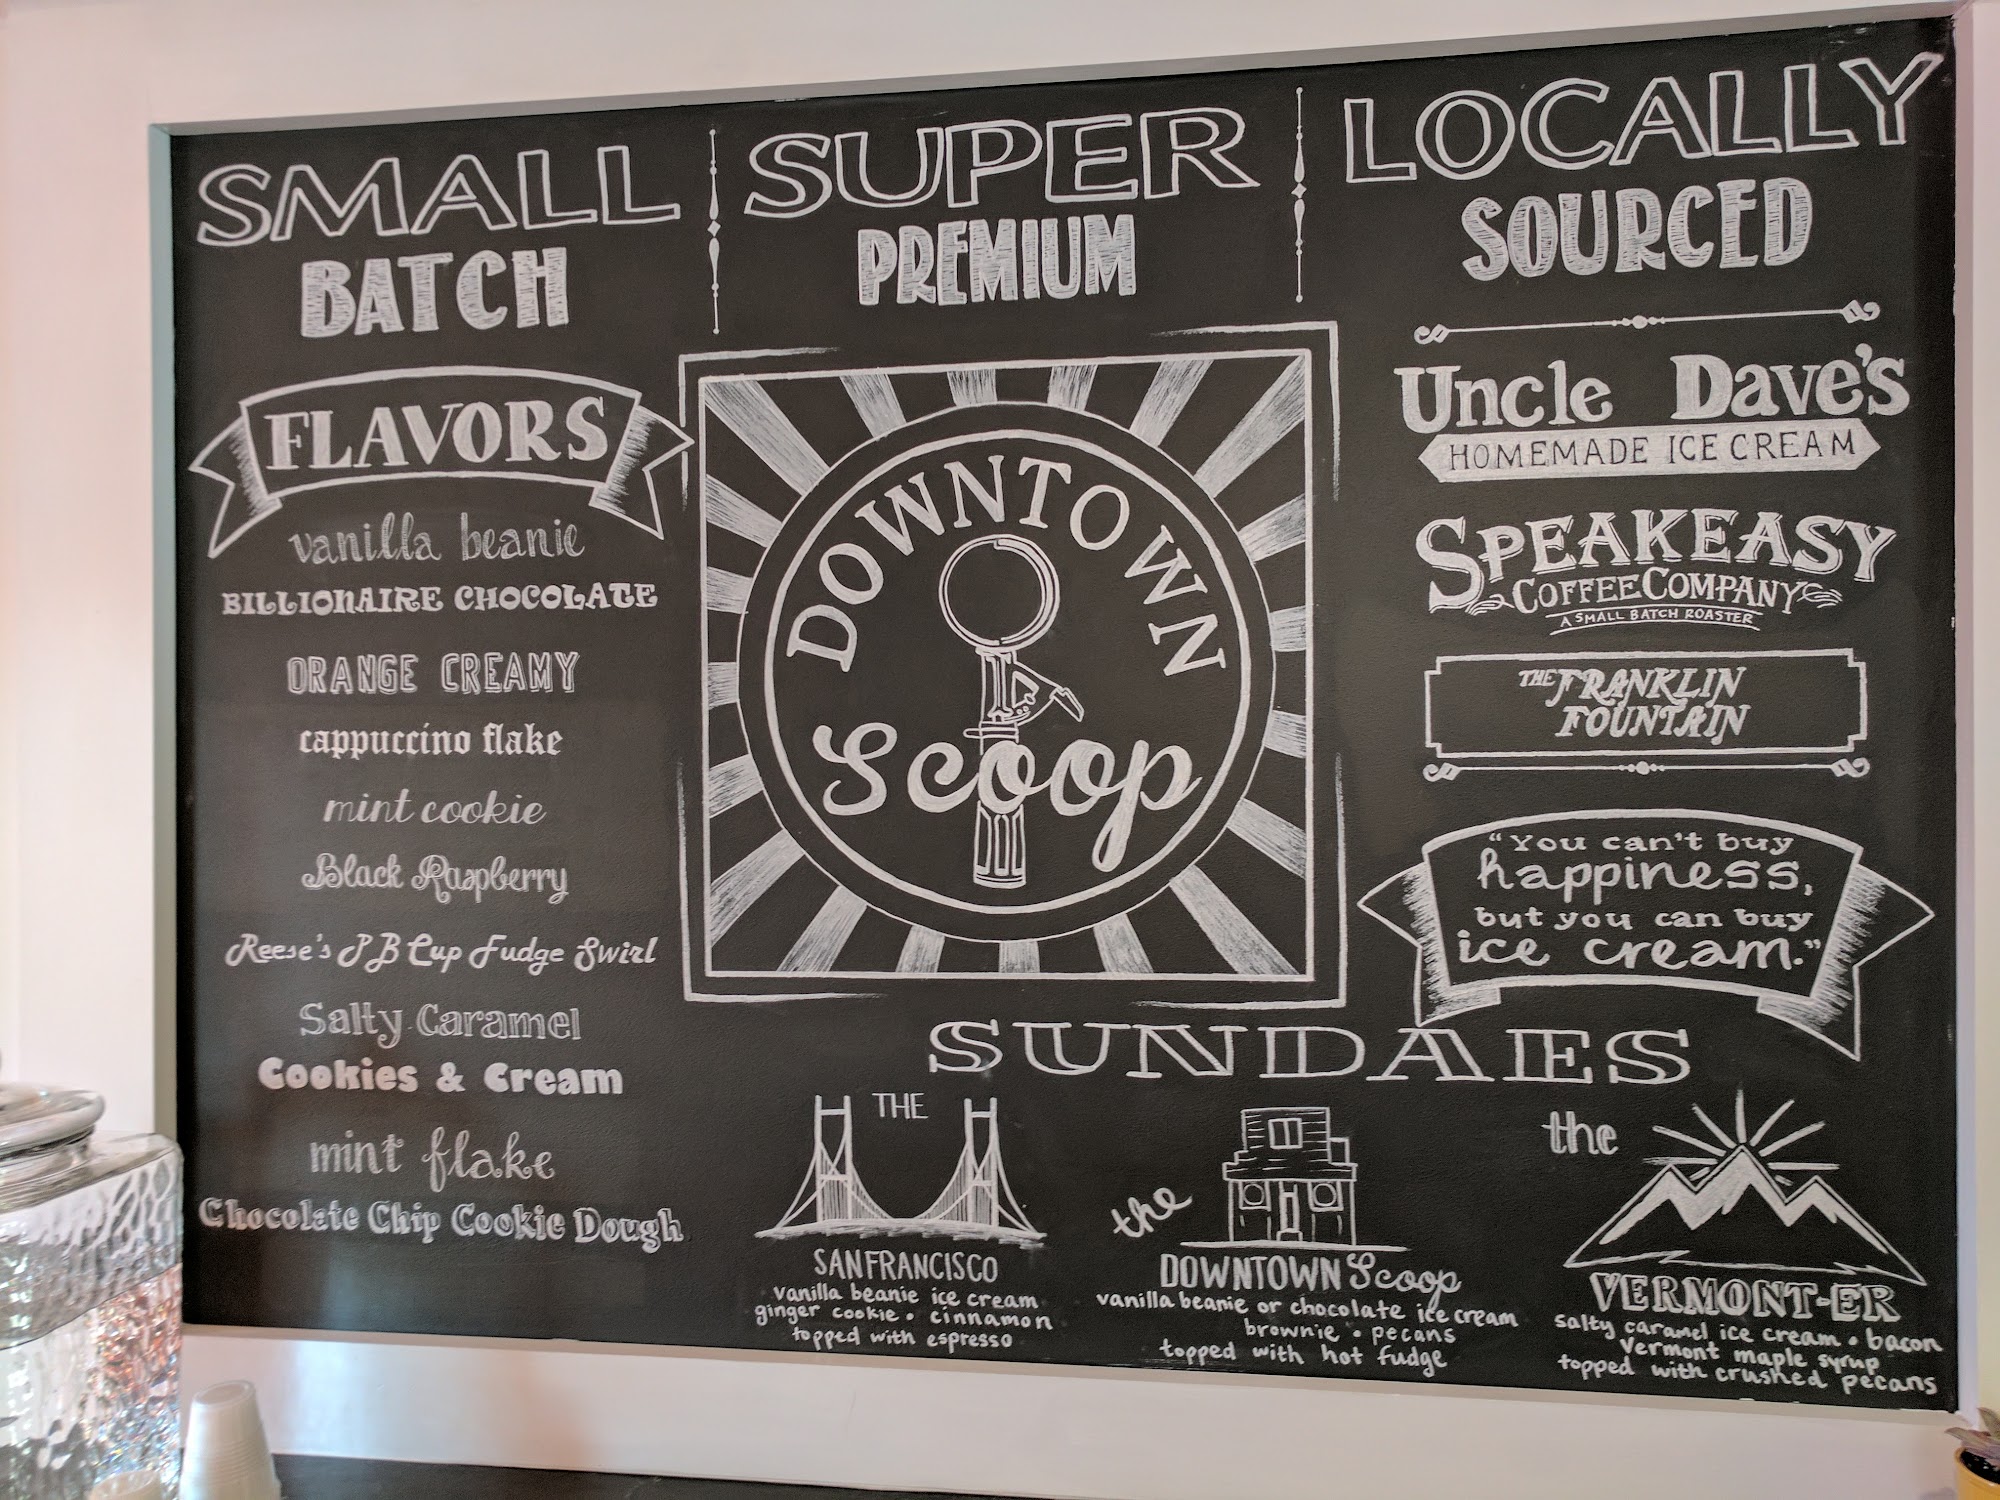 SMALL
BATCH
SUPER
PREMIUM
LOCALLY
SOURCED
FLAVORS
vanilla beanie
BILLIONAIRE CHOCOLATE
ORANGE CREAMY
cappuccino flake
mint cookie
Black Raspberry
Reese's PB Cup Fudge Swirl
Salty Caramel
Cookies & Cream
mint flake
Chocolate Chip Cookie Dough
DOWNTOWN
Scoop
Uncle Dave's
HOMEMADE ICE CREAM
SPEAKEASY
COFFEE COMPANY
A SMALL BATCH ROASTER
THE FRANKLIN
FOUNTAIN
"You can't buy
happiness,
but you can buy
ice cream."
SUNDAES
THE
SAN FRANCISCO
vanilla beanie ice cream
ginger cookie • cinnamon
topped with espresso
the
DOWNTOWN Scoop
vanilla beanie or chocolate ice cream
brownie • pecans
topped with hot fudge
the
VERMONT-ER
salty caramel ice cream • bacon
Vermont maple syrup
topped with crushed pecans